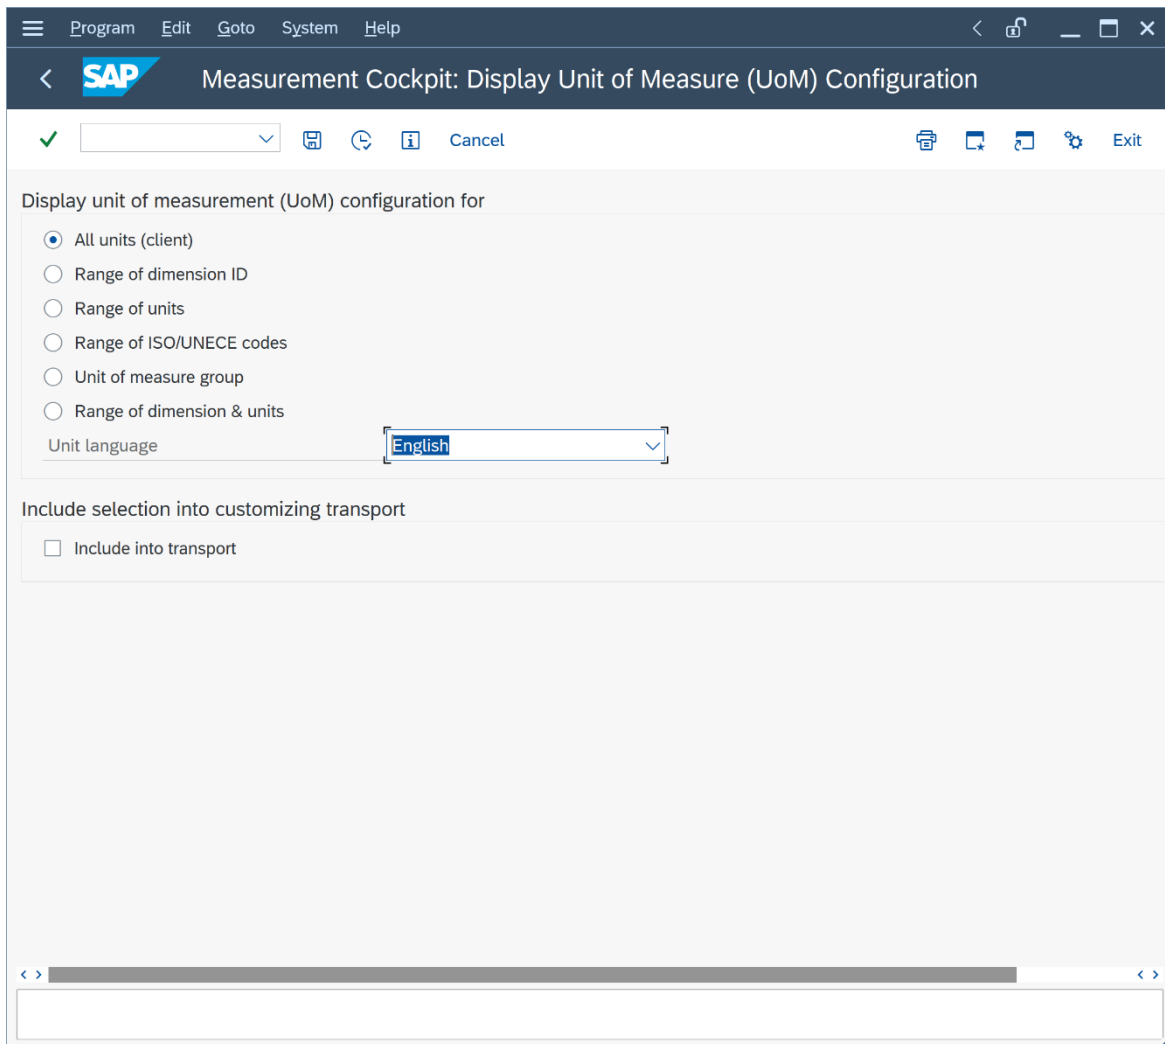 Program Edit Goto System Help
SAP Measurement Cockpit: Display Unit of Measure (UoM) Configuration
Cancel Exit
Display unit of measurement (UoM) configuration for
All units (client)
Range of dimension ID
Range of units
Range of ISO/UNECE codes
Unit of measure group
Range of dimension & units
Unit language English
Include selection into customizing transport
Include into transport